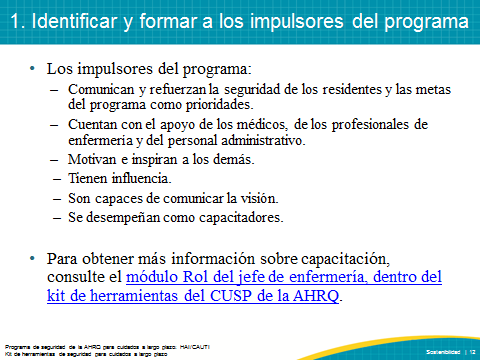 1. Identificar y formar a los impulsores del programa
• Los impulsores del programa:
– Comunican y refuerzan la seguridad de los residentes y las metas
del programa como prioridades.
– Cuentan con el apoyo de los médicos, de los profesionales de
enfermería y del personal administrativo.
– Motivan e inspiran a los demás.
– Tienen influencia.
– Son capaces de comunicar la visión.
– Se desempeñan como capacitadores.
• Para obtener más información sobre capacitación,
consulte el módulo Rol del jefe de enfermería, dentro del
kit de herramientas del CUSP de la AHRQ.
Programa de seguridad de la AHRQ para cuidados a largo plazo: HAI/CAUTI
Kit de herramientas de seguridad para cuidados a largo plazo
Sostenibilidad | 12